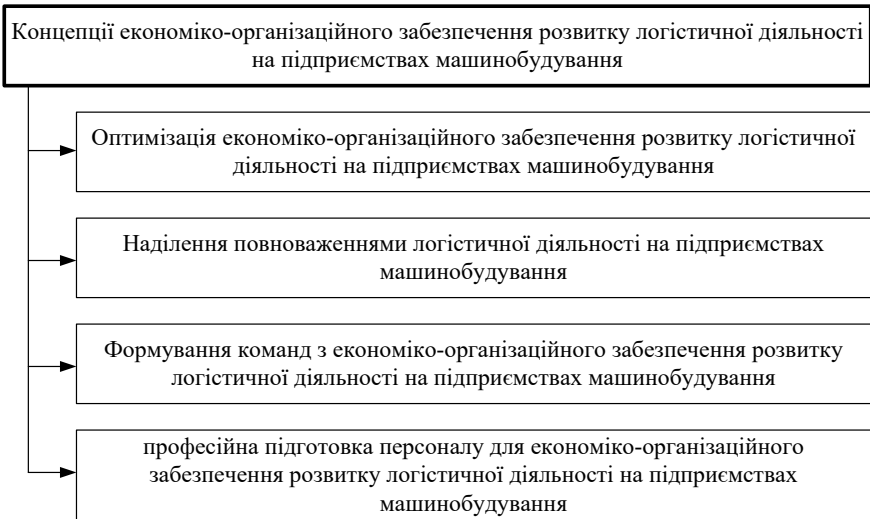 Концепції економіко-організаційного забезпечення розвитку логістичної діяльності
на підприємствах машинобудування
Оптимізація економіко-організаційного забезпечення розвитку логістичної
діяльності на підприємствах машинобудування
Наділення повноваженнями логістичної діяльності на підприємствах
машинобудування
Формування команд з економіко-організаційного забезпечення розвитку
логістичної діяльності на підприємствах машинобудування
професійна підготовка персоналу для економіко-організаційного
забезпечення розвитку логістичної діяльності на підприємствах
машинобудування